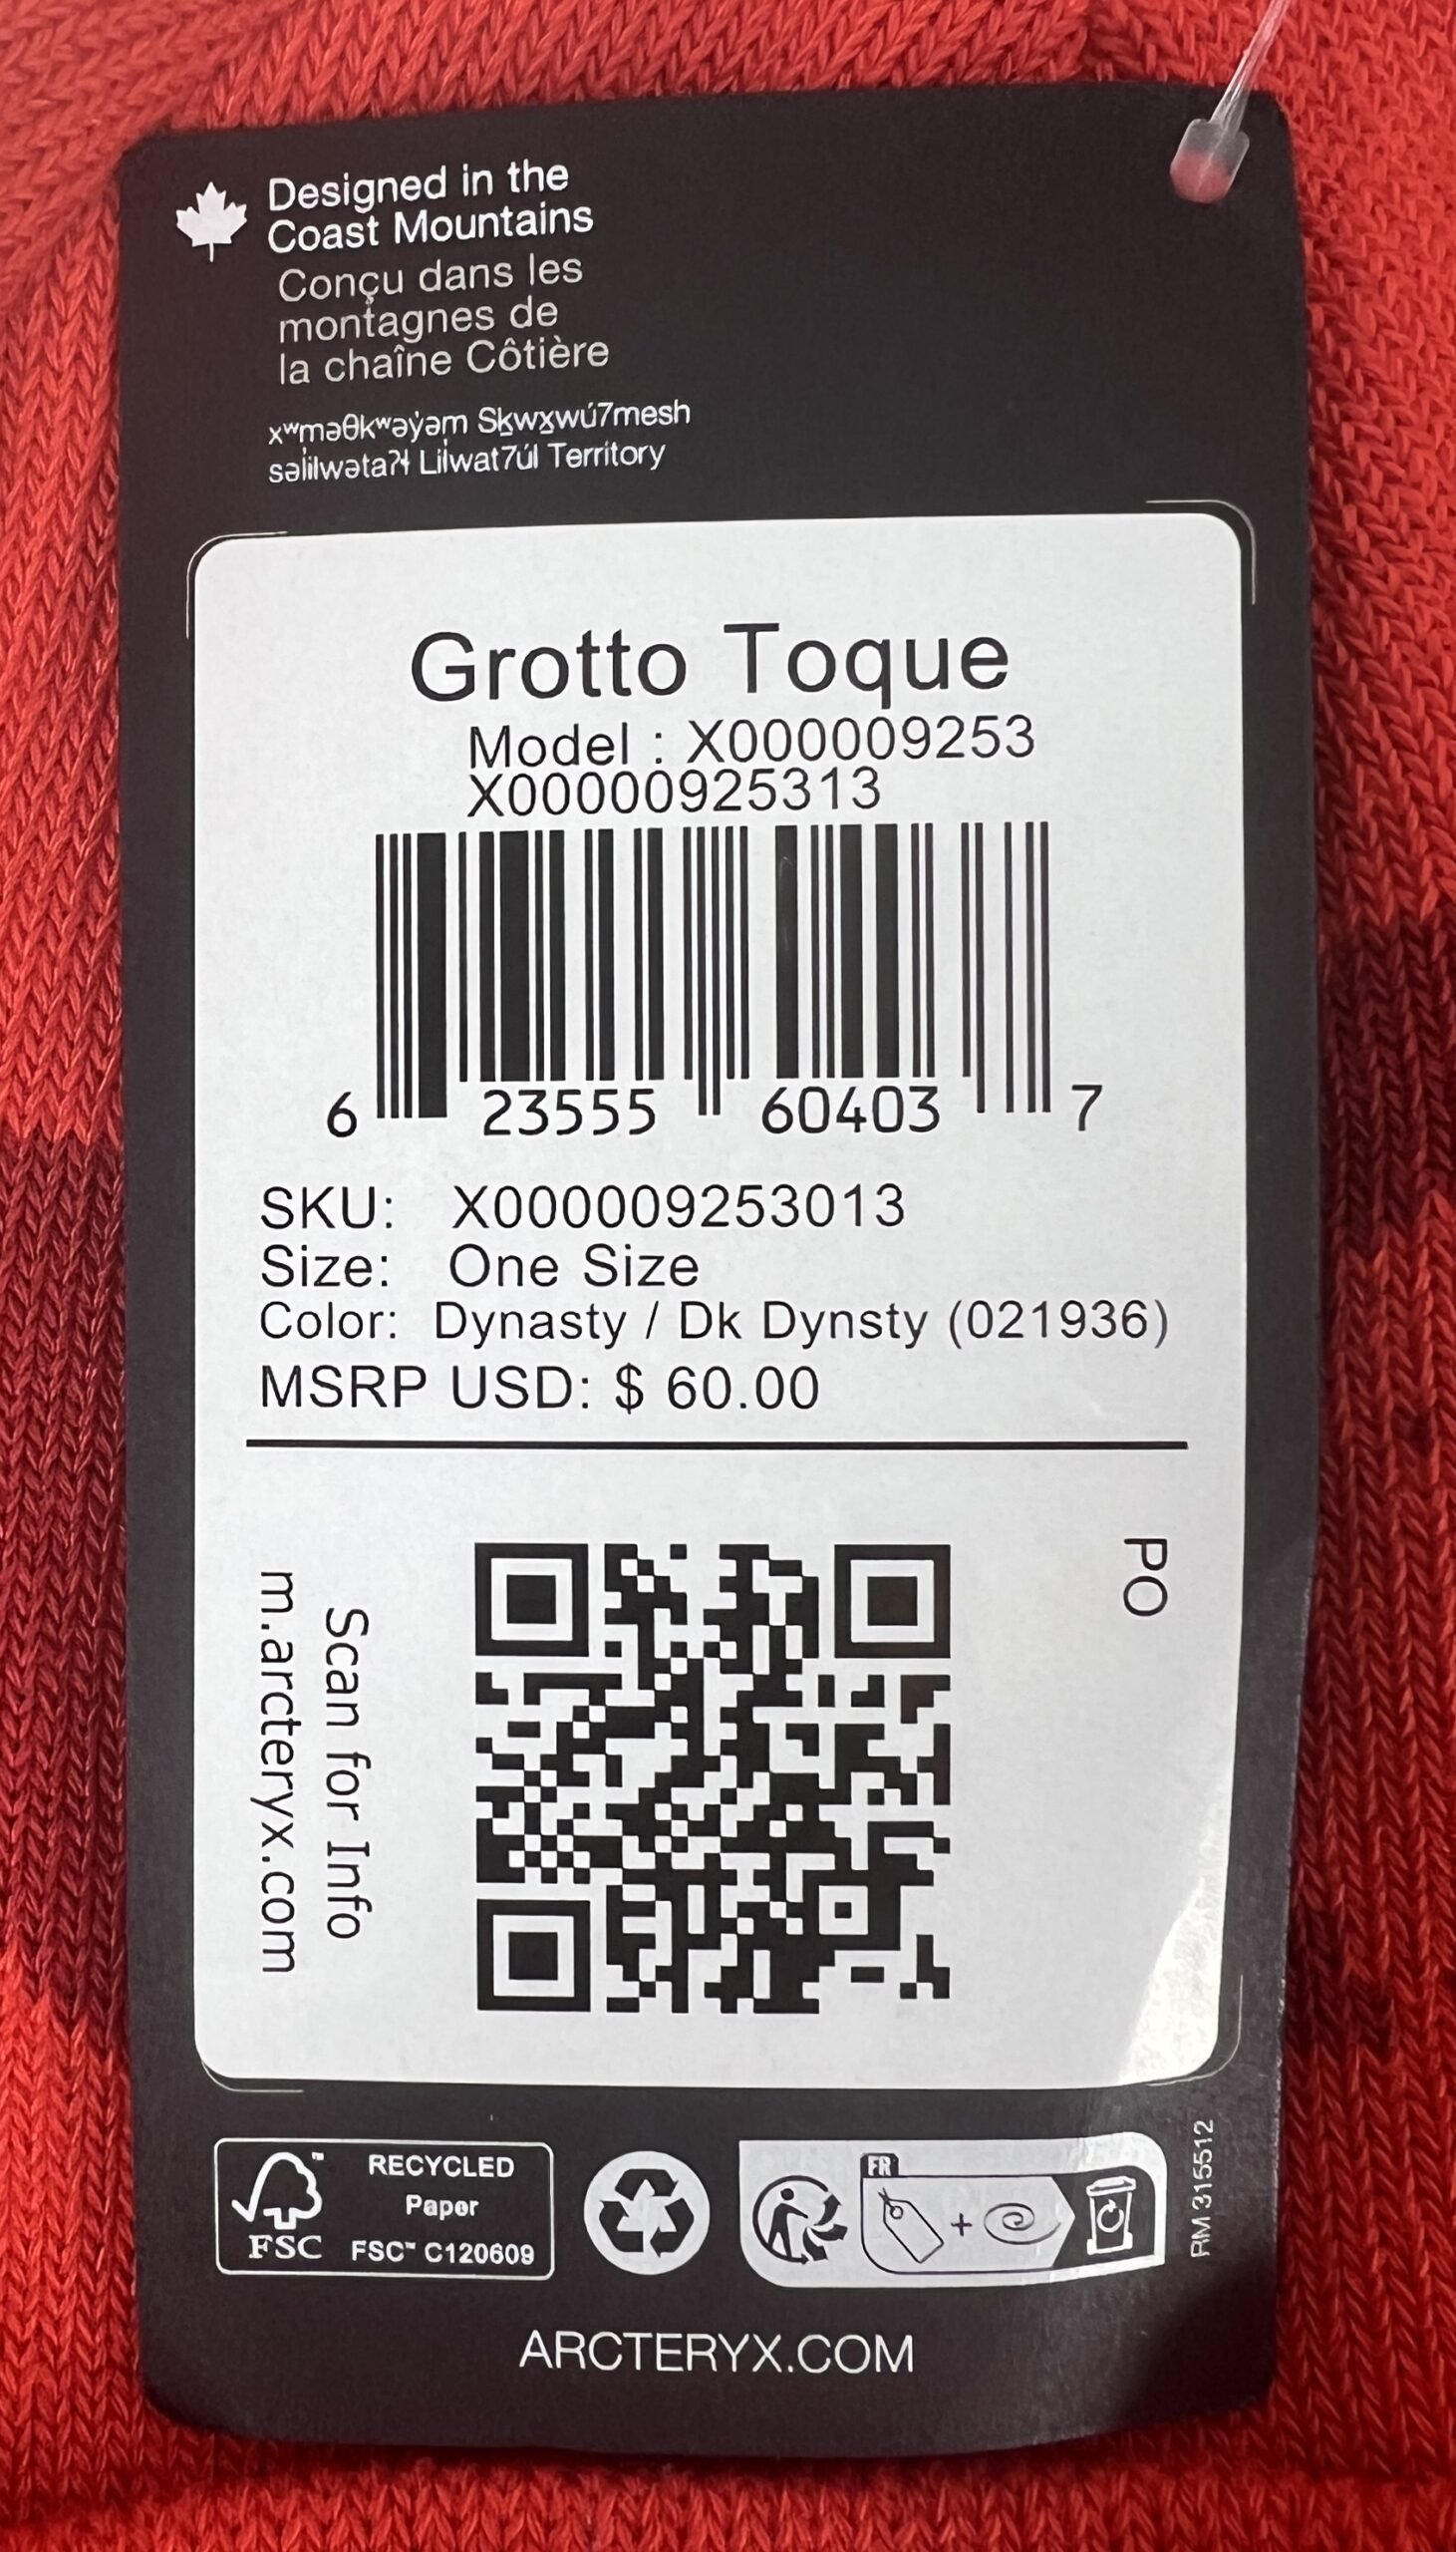 Designed in the
Coast Mountains
Conçu dans les
montagnes de
la chaîne Côtière
xʷməθkʷəy̓əm Sḵwx̱wú7mesh
səl̓ilwətaʔɬ Lil̓wat7úl Territory
Grotto Toque
Model : X000009253
X00000925313
6 23555 60403 7
SKU: X000009253013
Size: One Size
Color: Dynasty / Dk Dynsty (021936)
MSRP USD: $ 60.00
PO
Scan for Info
m.arcteryx.com
FSC™
RECYCLED
Paper
FSC™ C120609
FR
+
RM 315512
ARCTERYX.COM